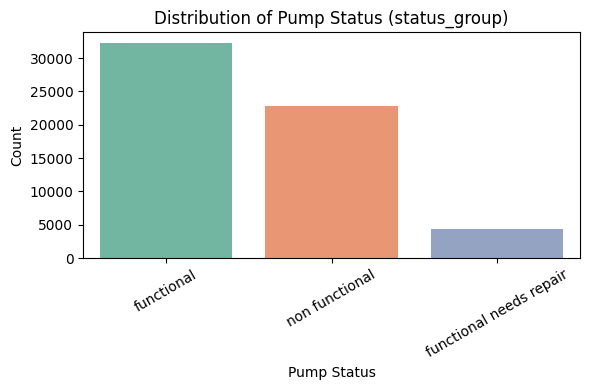 Distribution of Pump Status (status_group)
30000
25000
20000
15000
10000
5000
0
Count
functional
non functional
functional needs repair
Pump Status